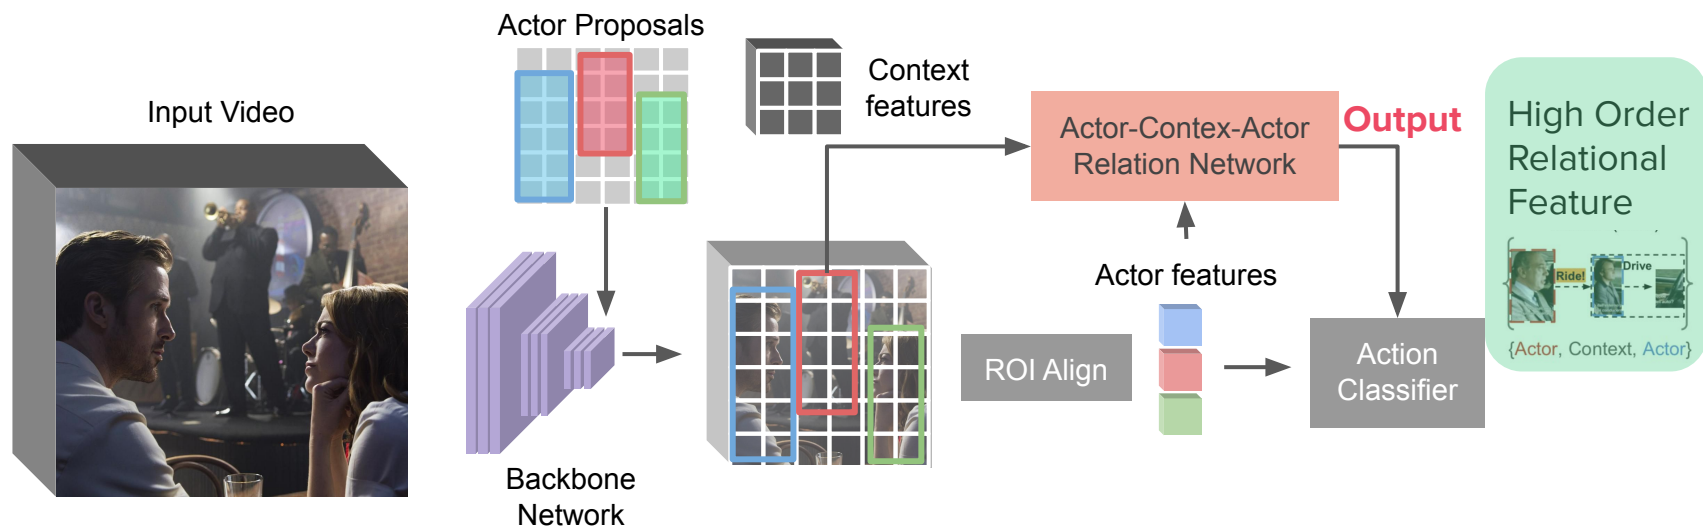 Input Video
Actor Proposals
Backbone
Network
Context
features
Actor-Contex-Actor
Relation Network
Output
Actor features
ROI Align
Action
Classifier
High Order
Relational
Feature
Ride!
Drive
{Actor, Context, Actor}